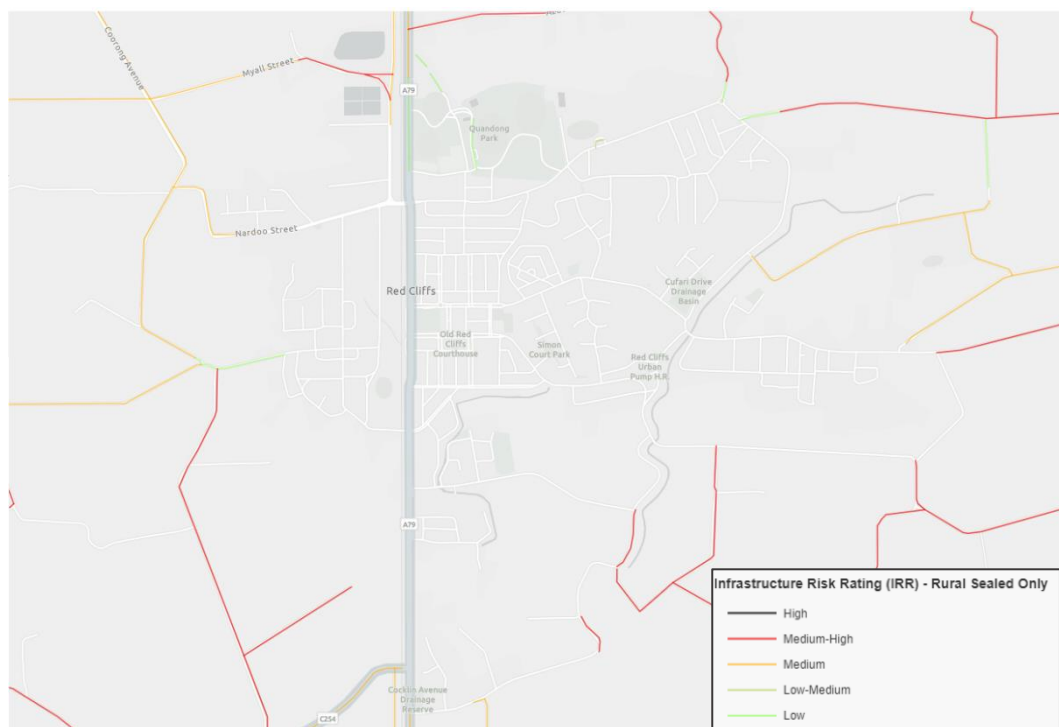 Coorong Avenue
Myall Street
A79
Quandong
Park
Nardoo Street
Red Cliffs
Cufari Drive
Drainage
Basin
Old Red
Cliffs
Courthouse
Simon
Court Park
Red Cliffs
Urban
Pump H.R.
A79
Cocklin Avenue
Drainage
Reserve
C254
Infrastructure Risk Rating (IRR) - Rural Sealed Only
High
Medium-High
Medium
Low-Medium
Low